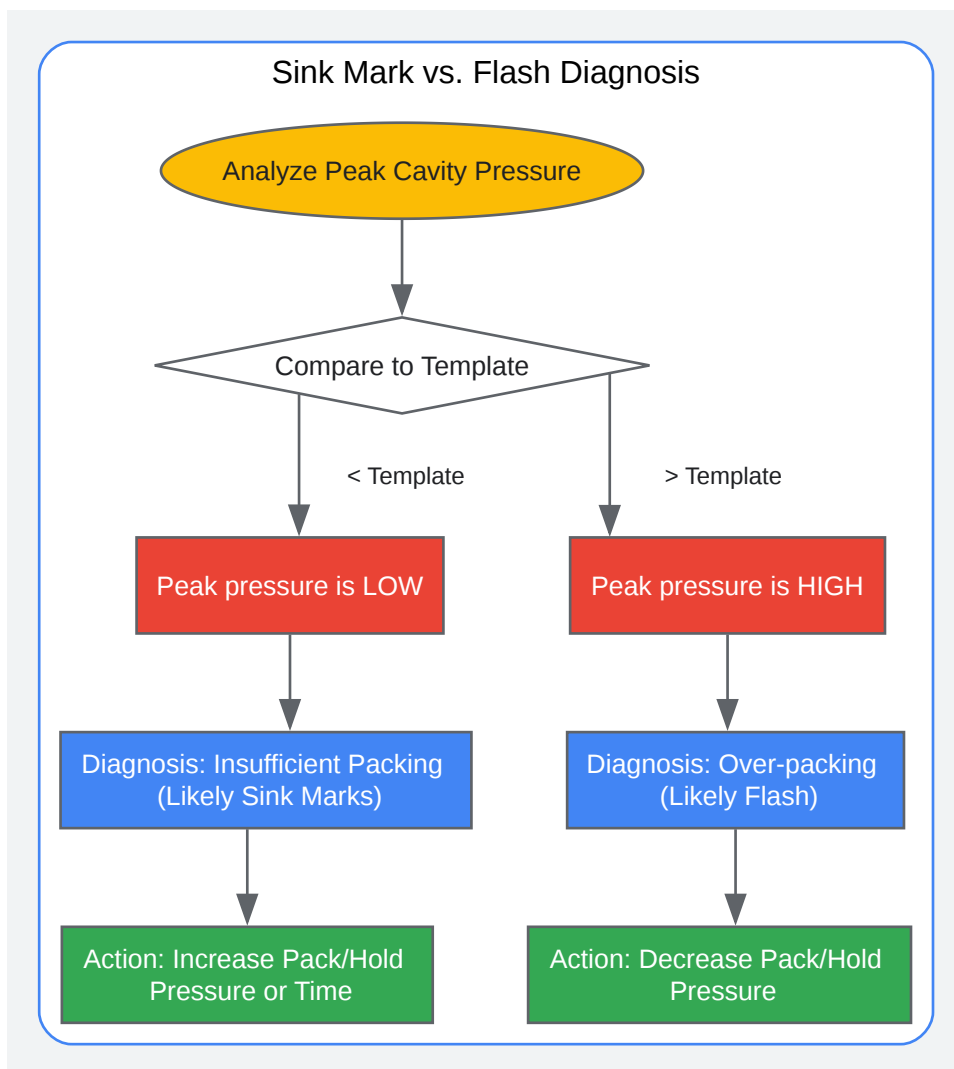 Sink Mark vs. Flash Diagnosis
Analyze Peak Cavity Pressure
Compare to Template
< Template
> Template
Peak pressure is LOW
Peak pressure is HIGH
Diagnosis: Insufficient Packing
(Likely Sink Marks)
Diagnosis: Over-packing
(Likely Flash)
Action: Increase Pack/Hold
Pressure or Time
Action: Decrease Pack/Hold
Pressure